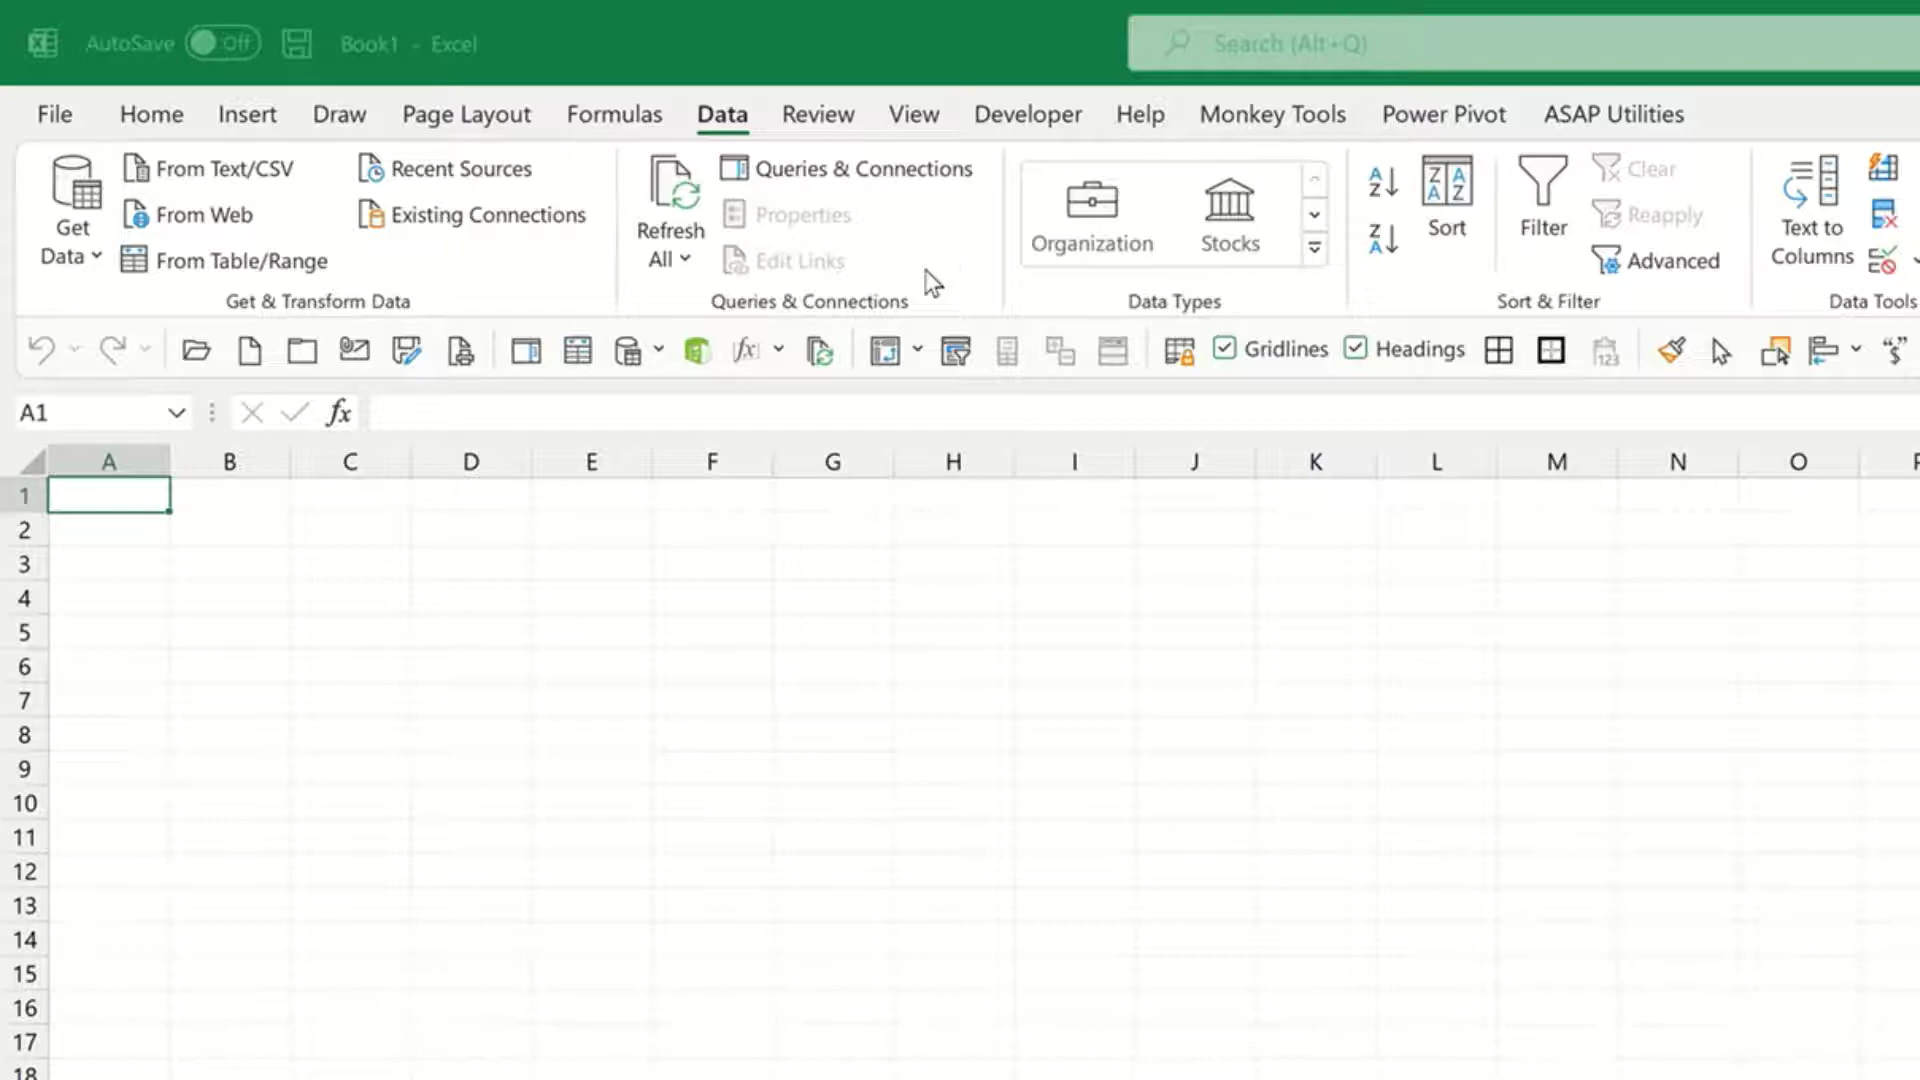 AutoSave Off Book1 - Excel Search (Alt+Q)
File Home Insert Draw Page Layout Formulas Data Review View Developer Help Monkey Tools Power Pivot ASAP Utilities
Get Data
From Text/CSV
From Web
From Table/Range
Recent Sources
Existing Connections
Get & Transform Data
Refresh All
Queries & Connections
Properties
Edit Links
Queries & Connections
Organization
Stocks
Data Types
Sort
Filter
Clear
Reapply
Advanced
Sort & Filter
Text to Columns
Data Tools
Gridlines Headings
A1 fx
A B C D E F G H I J K L M N O
1
2
3
4
5
6
7
8
9
10
11
12
13
14
15
16
17
18